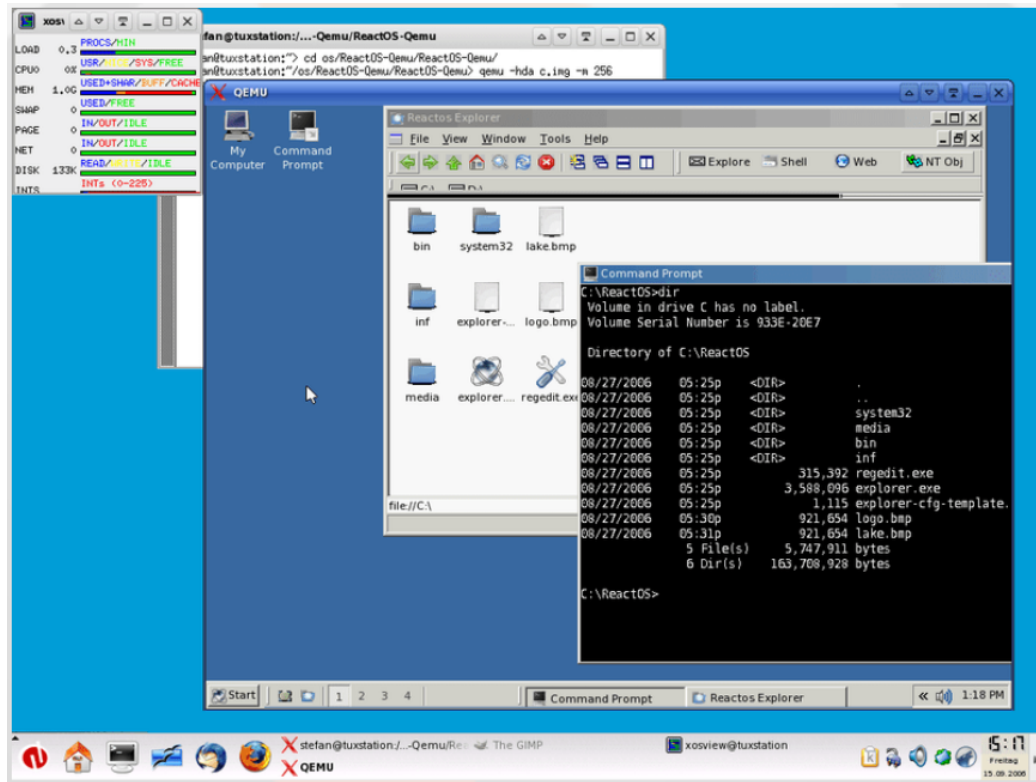 xosv
LOAD 0.3 PROCS/MIN
CPU0 0% USR/NICE/SYS/FREE
MEM 1.0G USED+SHAR/BUFF/CACHE
SWAP 0 USED/FREE
PAGE 0 IN/OUT/IDLE
NET 0 IN/OUT/IDLE
DISK 133K READ/WRITE/IDLE
INTS INTs (0-225)
fan@tuxstation:/...-Qemu/ReactOS-Qemu
an@tuxstation:~> cd os/ReactOS-Qemu/ReactOS-Qemu/
an@tuxstation:~/os/ReactOS-Qemu/ReactOS-Qemu> qemu -hda c.img -m 256
QEMU
My Computer
Command Prompt
Reactos Explorer
File View Window Tools Help
Explore Shell Web NT Obj
C:\ D:\
bin system32 lake.bmp
inf explorer-... logo.bmp
media explorer.... regedit.exe
file://C:\
Command Prompt
C:\ReactOS>dir
Volume in drive C has no label.
Volume Serial Number is 933E-20E7
Directory of C:\ReactOS
08/27/2006 05:25p <DIR> .
08/27/2006 05:25p <DIR> ..
08/27/2006 05:25p <DIR> system32
08/27/2006 05:25p <DIR> media
08/27/2006 05:25p <DIR> bin
08/27/2006 05:25p <DIR> inf
08/27/2006 05:25p 315,392 regedit.exe
08/27/2006 05:25p 3,588,096 explorer.exe
08/27/2006 05:25p 1,115 explorer-cfg-template.
08/27/2006 05:30p 921,654 logo.bmp
08/27/2006 05:31p 921,654 lake.bmp
5 File(s) 5,747,911 bytes
6 Dir(s) 163,708,928 bytes
C:\ReactOS>
Start 1 2 3 4 Command Prompt Reactos Explorer 1:18 PM
stefan@tuxstation:/...-Qemu/Re The GIMP xosview@tuxstation
QEMU
15:17
Freitag
15.09.2006